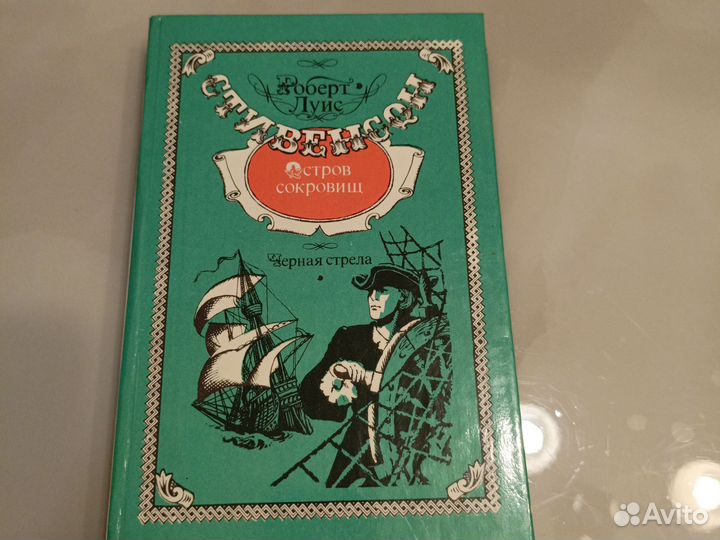 Роберт
Луис
СТИВЕНСОН
Остров
сокровищ
Черная стрела
Avito